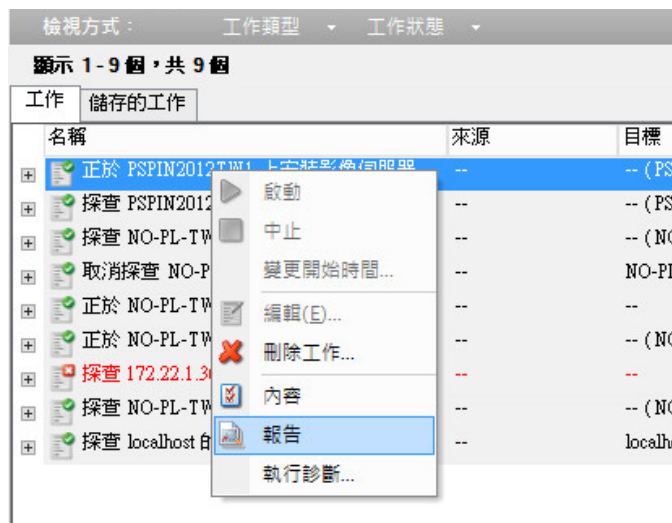 檢視方式： 工作類型 工作狀態
顯示 1-9個，共 9個
工作 儲存的工作
名稱 來源 目標
正於 PSPIN2012TW1 上安裝影像伺服器 -- -- (PS
探查 PSPIN2012 -- -- (PS
探查 NO-PL-TW -- -- (NO
取消探查 NO-P -- NO-PL
正於 NO-PL-TW -- --
正於 NO-PL-TW -- -- (NO
探查 172.22.1.30 -- --
探查 NO-PL-TW -- -- (NO
探查 localhost 的 -- localh
啟動
中止
變更開始時間...
編輯(E)...
刪除工作...
內容
報告
執行診斷...